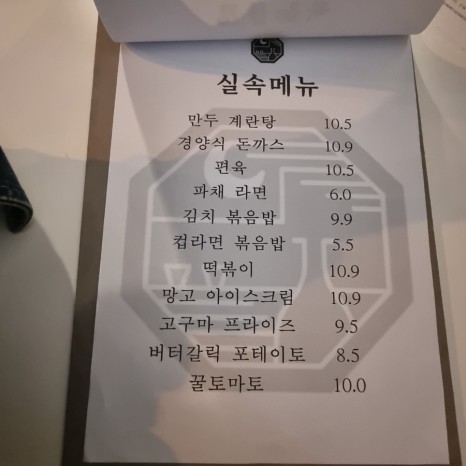 실속메뉴
만두 계란탕 10.5
경양식 돈까스 10.9
편육 10.5
파채 라면 6.0
김치 볶음밥 9.9
컵라면 볶음밥 5.5
떡볶이 10.9
망고 아이스크림 10.9
고구마 프라이즈 9.5
버터갈릭 포테이토 8.5
꿀토마토 10.0